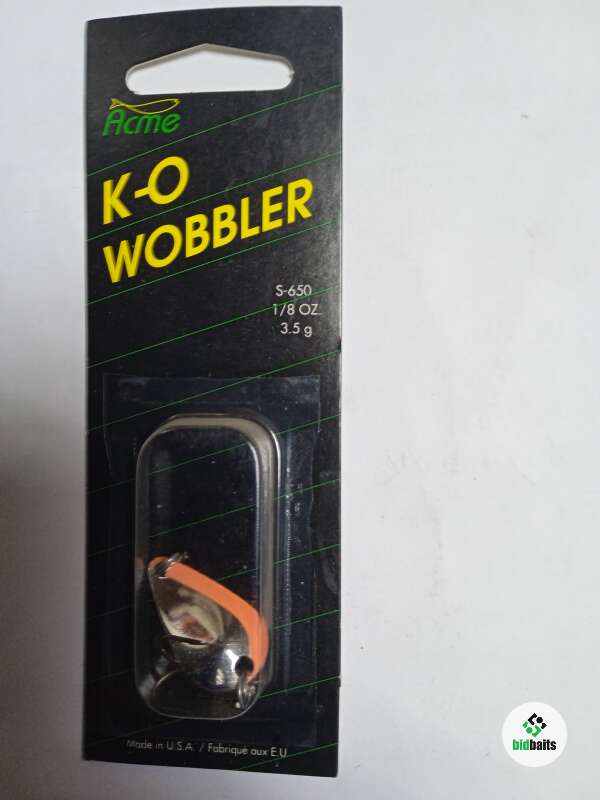 Acme
K-O
WOBBLER
S-650
1/8 OZ.
3.5 g
Made in U.S.A. / Fabriqué aux E.U
bidbaits